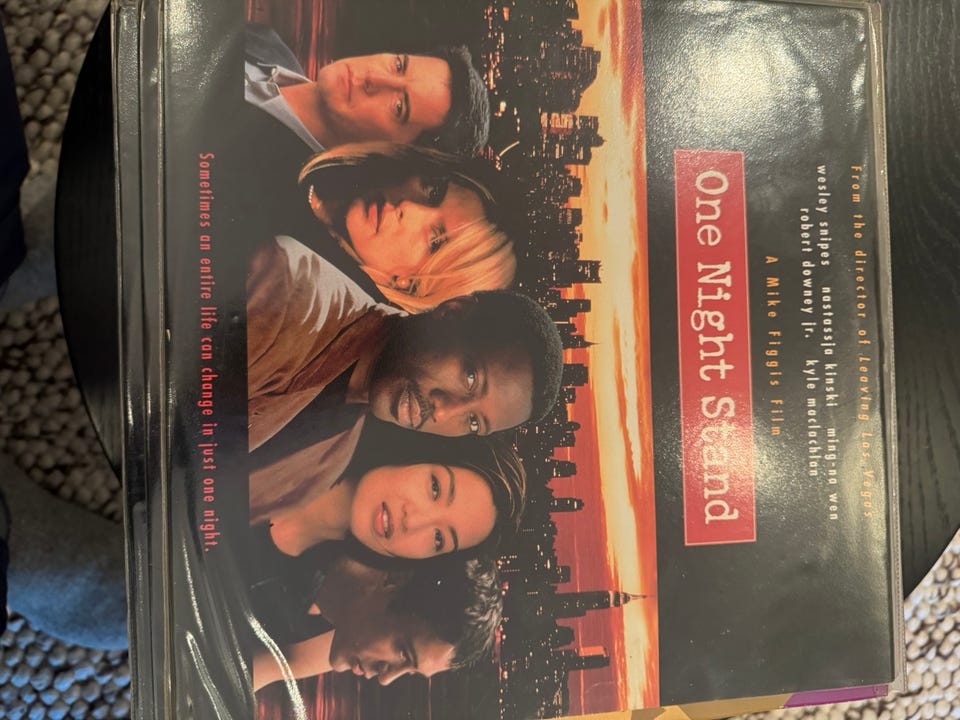 From the director of Leaving Las Vegas
wesley snipes nastassja kinski ming-na wen
robert downey jr. kyle maclachlan
A Mike Figgis Film
One Night Stand
Sometimes an entire life can change in just one night.